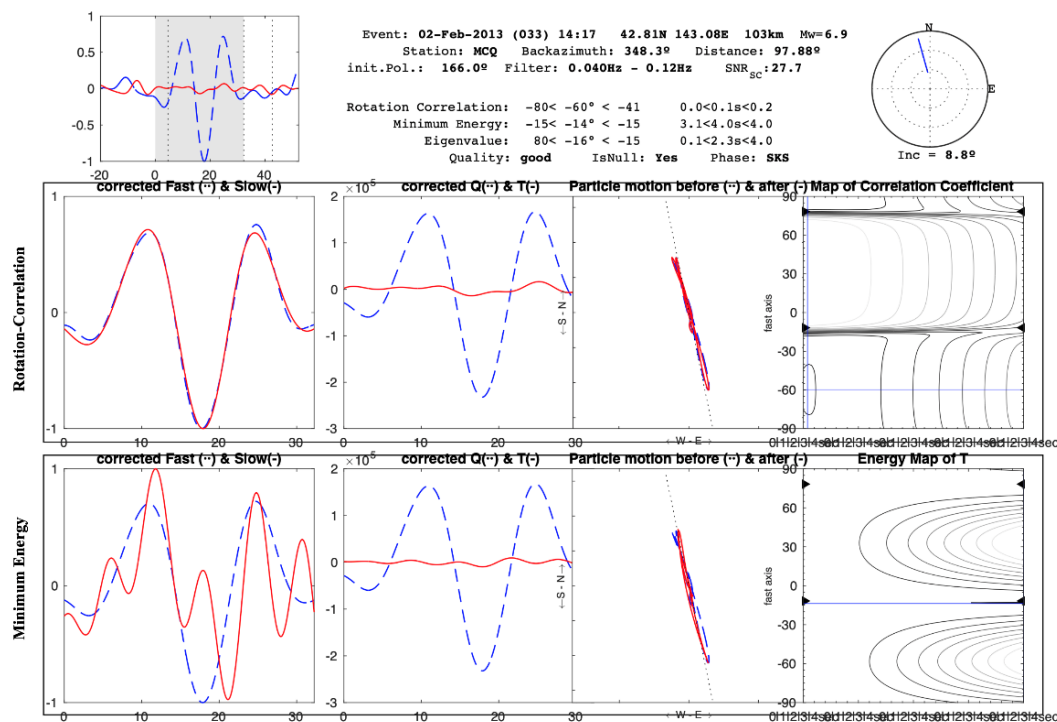 Event: 02-Feb-2013 (033) 14:17 42.81N 143.08E 103km Mw=6.9
Station: MCQ Backazimuth: 348.3º Distance: 97.88º
init.Pol.: 166.0º Filter: 0.040Hz - 0.12Hz SNR_SC:27.7
Rotation Correlation: -80< -60° < -41 0.0<0.1s<0.2
Minimum Energy: -15< -14° < -15 3.1<4.0s<4.0
Eigenvalue: 80< -16° < -15 0.1<2.3s<4.0
Quality: good IsNull: Yes Phase: SKS
1
0.5
0
-0.5
-1
-20 0 20 40
N
E
Inc = 8.8º
Rotation-Correlation
corrected Fast (··) & Slow(-)
1
0
-1
0 10 20 30
corrected Q(··) & T(-)
×10⁵
2
1
0
-1
-2
-3
0 10 20 30
Particle motion before (··) & after (-)
←S - N→
← W - E →
Map of Correlation Coefficient
fast axis
90
60
30
0
-30
-60
-90
Minimum Energy
corrected Fast (··) & Slow(-)
1
0
-1
0 10 20 30
corrected Q(··) & T(-)
×10⁵
2
1
0
-1
-2
-3
0 10 20 30
Particle motion before (··) & after (-)
←S - N→
← W - E →
Energy Map of T
fast axis
90
60
30
0
-30
-60
-90